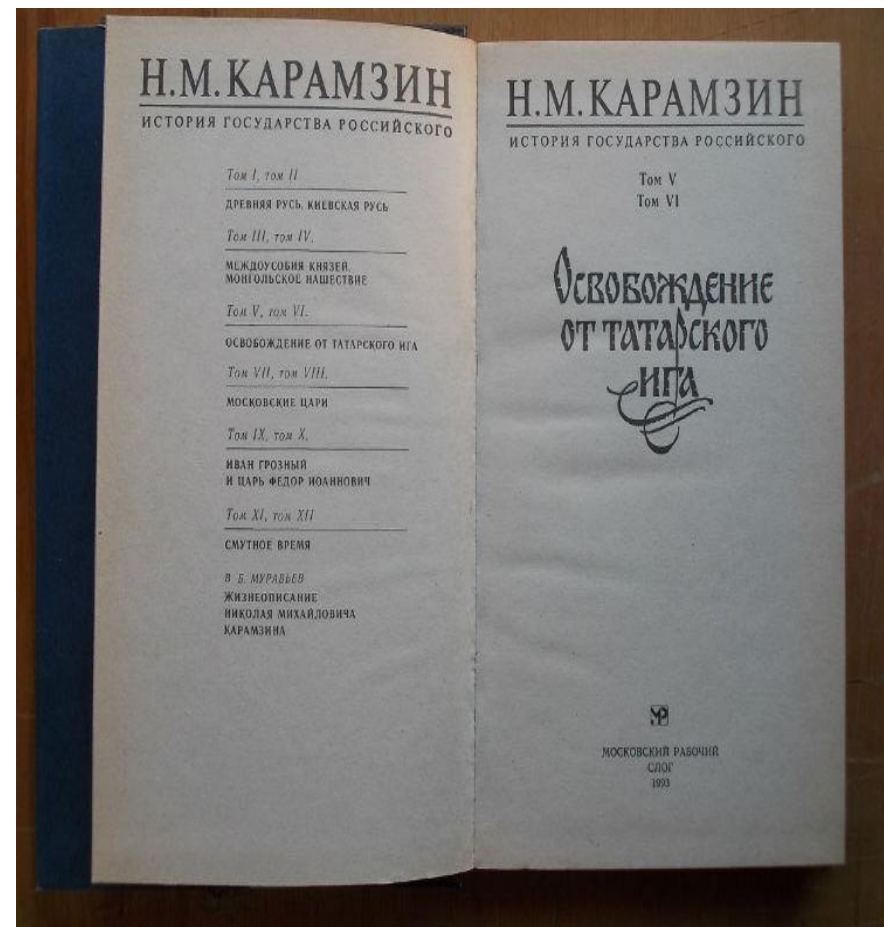 Н.М.КАРАМЗИН
ИСТОРИЯ ГОСУДАРСТВА РОССИЙСКОГО
Том I, том II
ДРЕВНЯЯ РУСЬ. КИЕВСКАЯ РУСЬ
Том III, том IV.
МЕЖДОУСОБИЯ КНЯЗЕЙ.
МОНГОЛЬСКОЕ НАШЕСТВИЕ
Том V, том VI.
ОСВОБОЖДЕНИЕ ОТ ТАТАРСКОГО ИГА
Том VII, том VIII.
МОСКОВСКИЕ ЦАРИ
Том IX, том X.
ИВАН ГРОЗНЫЙ
И ЦАРЬ ФЕДОР ИОАННОВИЧ
Том XI, том XII
СМУТНОЕ ВРЕМЯ
В. Б. МУРАВЬЕВ
ЖИЗНЕОПИСАНИЕ
НИКОЛАЯ МИХАЙЛОВИЧА
КАРАМЗИНА
Н.М.КАРАМЗИН
ИСТОРИЯ ГОСУДАРСТВА РОССИЙСКОГО
Том V
Том VI
Освобождение
от татарского
ига
МОСКОВСКИЙ РАБОЧИЙ
СЛОГ
1993